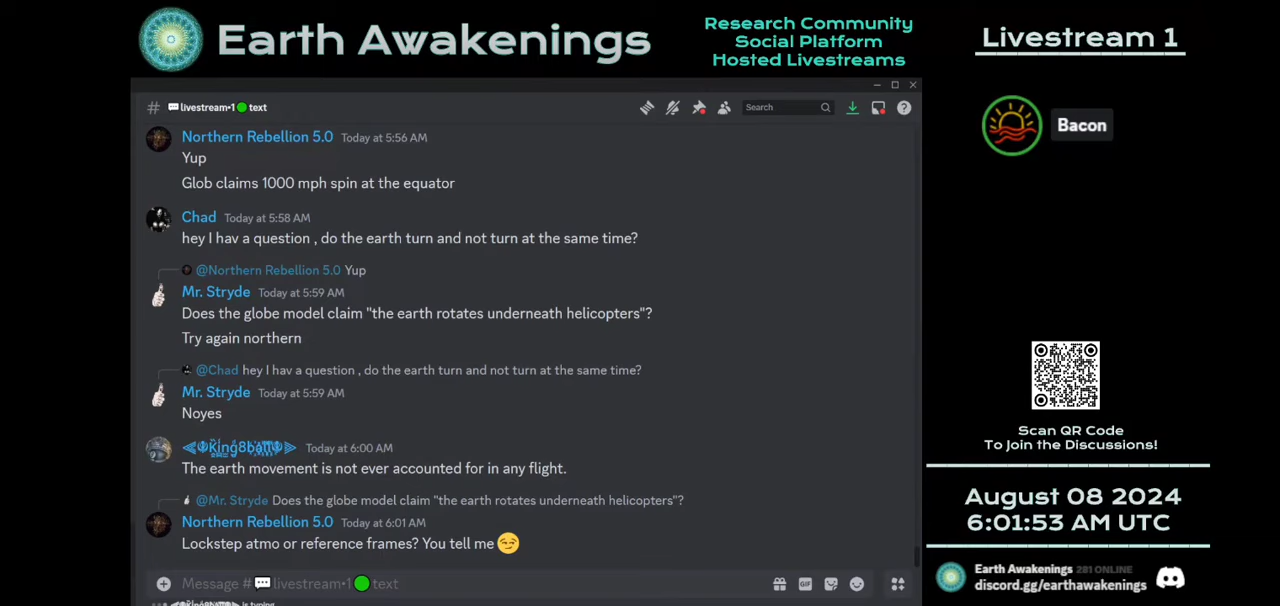 Earth Awakenings
Research Community
Social Platform
Hosted Livestreams
Livestream 1
Bacon
# 💬livestream•1🟢text
Search
Northern Rebellion 5.0 Today at 5:56 AM
Yup
Glob claims 1000 mph spin at the equator
Chad Today at 5:58 AM
hey I hav a question , do the earth turn and not turn at the same time?
@Northern Rebellion 5.0 Yup
Mr. Stryde Today at 5:59 AM
Does the globe model claim "the earth rotates underneath helicopters"?
Try again northern
@Chad hey I hav a question , do the earth turn and not turn at the same time?
Mr. Stryde Today at 5:59 AM
Noyes
King8ball Today at 6:00 AM
The earth movement is not ever accounted for in any flight.
@Mr. Stryde Does the globe model claim "the earth rotates underneath helicopters"?
Northern Rebellion 5.0 Today at 6:01 AM
Lockstep atmo or reference frames? You tell me 😏
Message #💬livestream•1🟢text
GIF
is typing
Scan QR Code
To Join the Discussions!
August 08 2024
6:01:53 AM UTC
Earth Awakenings 281 ONLINE
discord.gg/earthawakenings